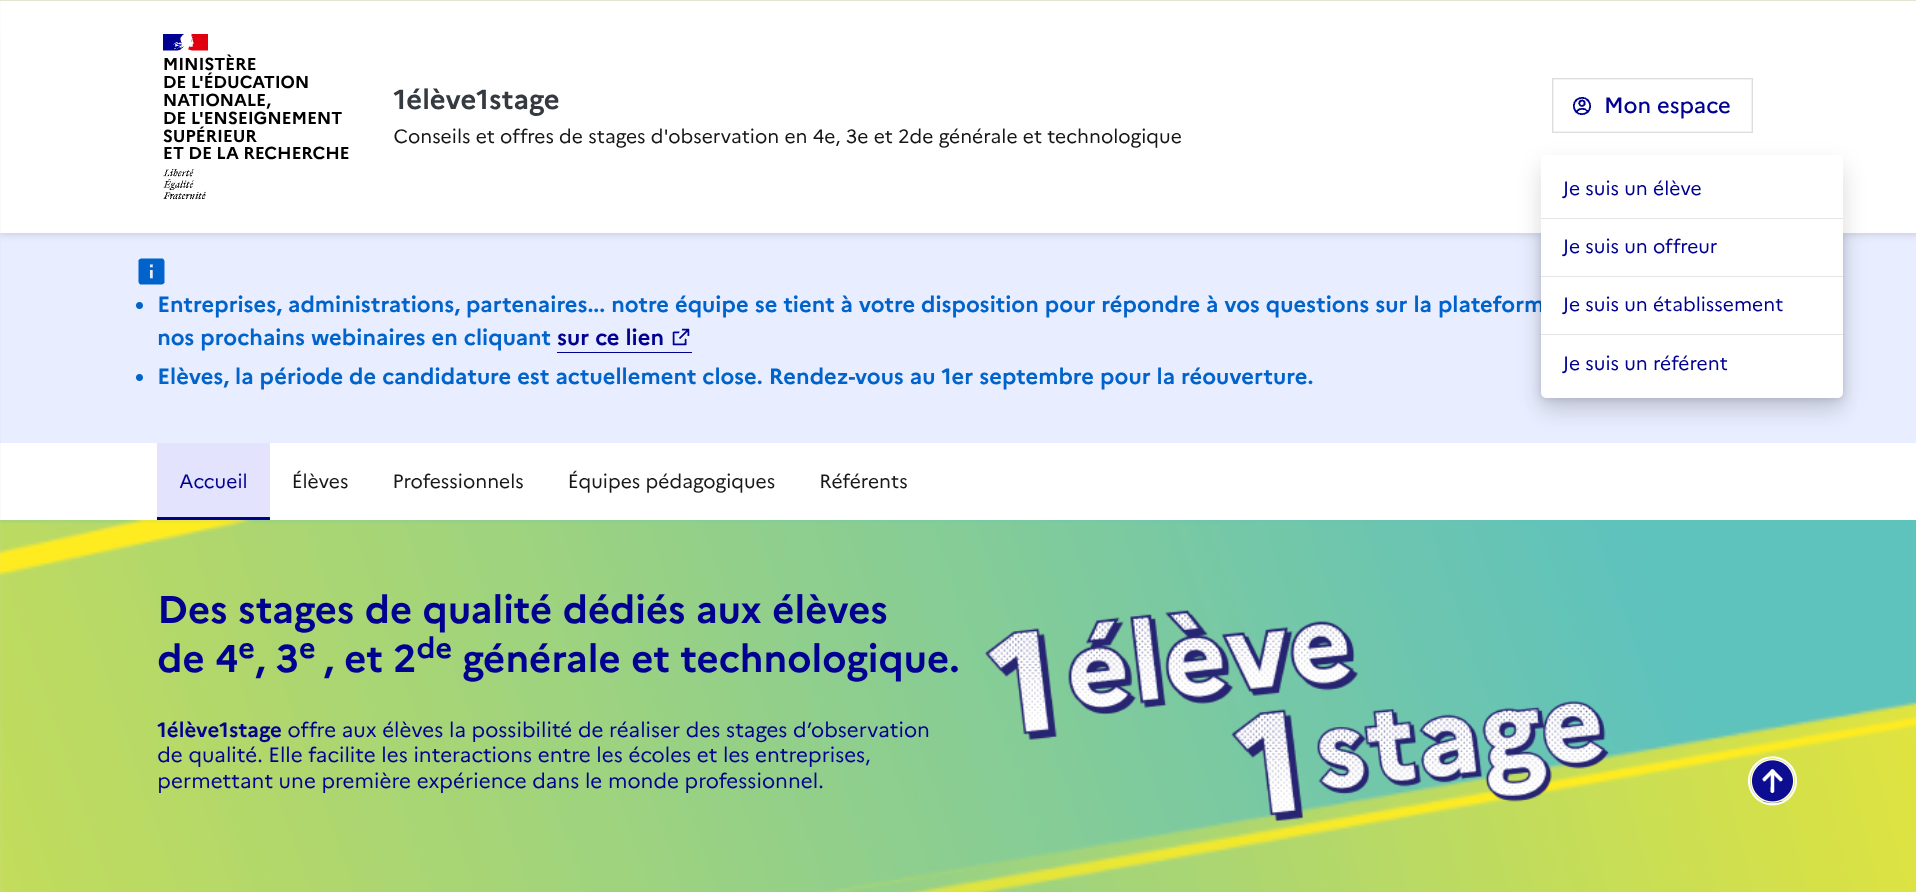 MINISTÈRE
DE L'ÉDUCATION
NATIONALE,
DE L'ENSEIGNEMENT
SUPÉRIEUR
ET DE LA RECHERCHE
Liberté
Égalité
Fraternité
1élève1stage
Conseils et offres de stages d'observation en 4e, 3e et 2de générale et technologique
Mon espace
Je suis un élève
Je suis un offreur
Je suis un établissement
Je suis un référent
i
• Entreprises, administrations, partenaires... notre équipe se tient à votre disposition pour répondre à vos questions sur la
nos prochains webinaires en cliquant sur ce lien
• Elèves, la période de candidature est actuellement close. Rendez-vous au 1er septembre pour la réouverture.
Accueil
Élèves
Professionnels
Équipes pédagogiques
Référents
Des stages de qualité dédiés aux élèves
de 4e, 3e , et 2de générale et technologique.
1élève1stage offre aux élèves la possibilité de réaliser des stages d’observation
de qualité. Elle facilite les interactions entre les écoles et les entreprises,
permettant une première expérience dans le monde professionnel.
1 élève
1 stage